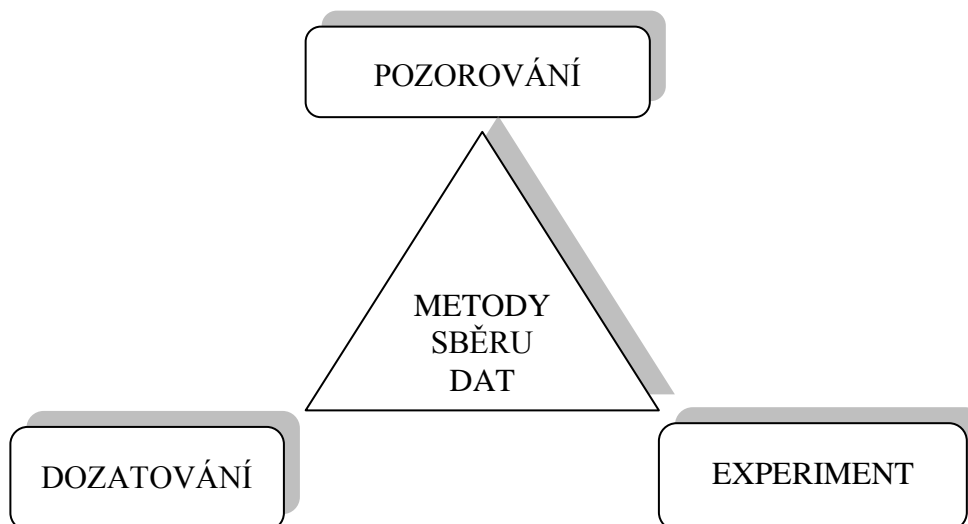 POZOROVÁNÍ
METODY
SBĚRU
DAT
DOZATOVÁNÍ
EXPERIMENT